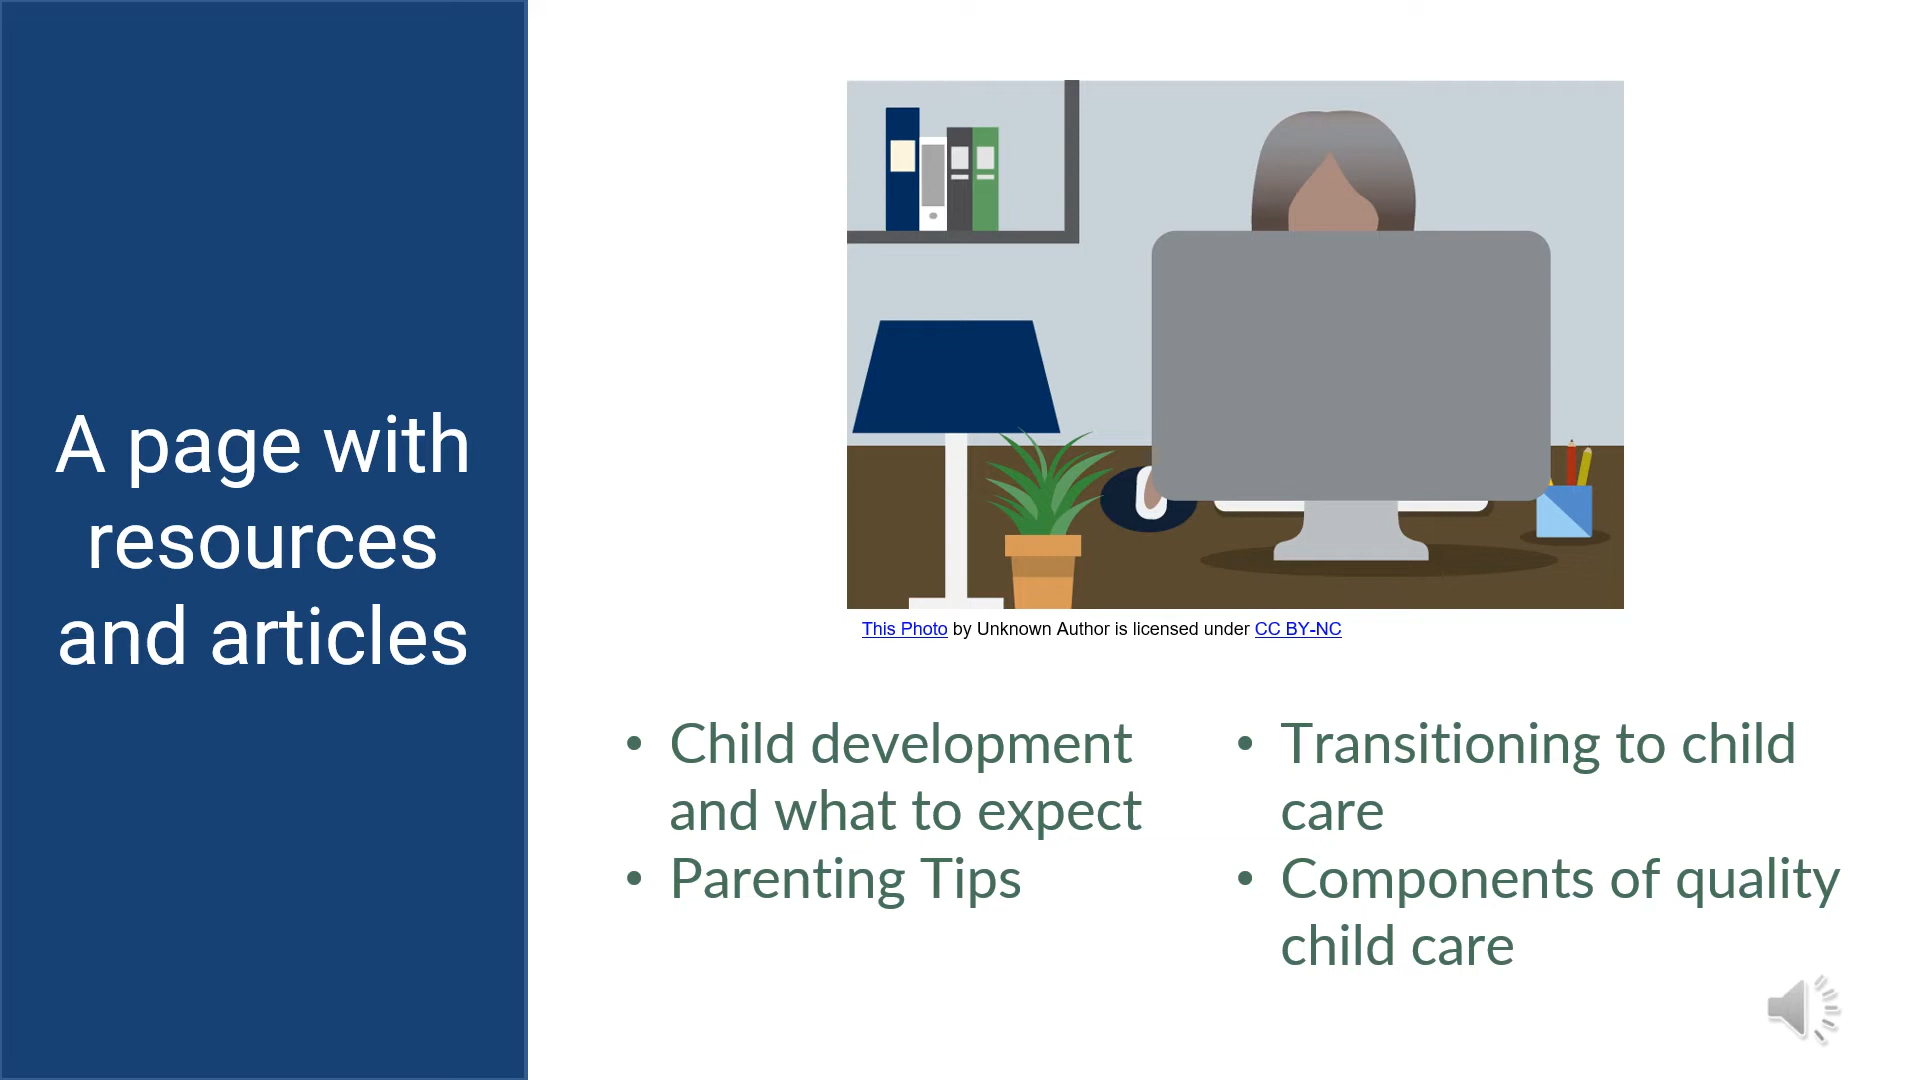 A page with
resources
and articles
This Photo by Unknown Author is licensed under CC BY-NC
• Child development
and what to expect
• Parenting Tips
• Transitioning to child
care
• Components of quality
child care